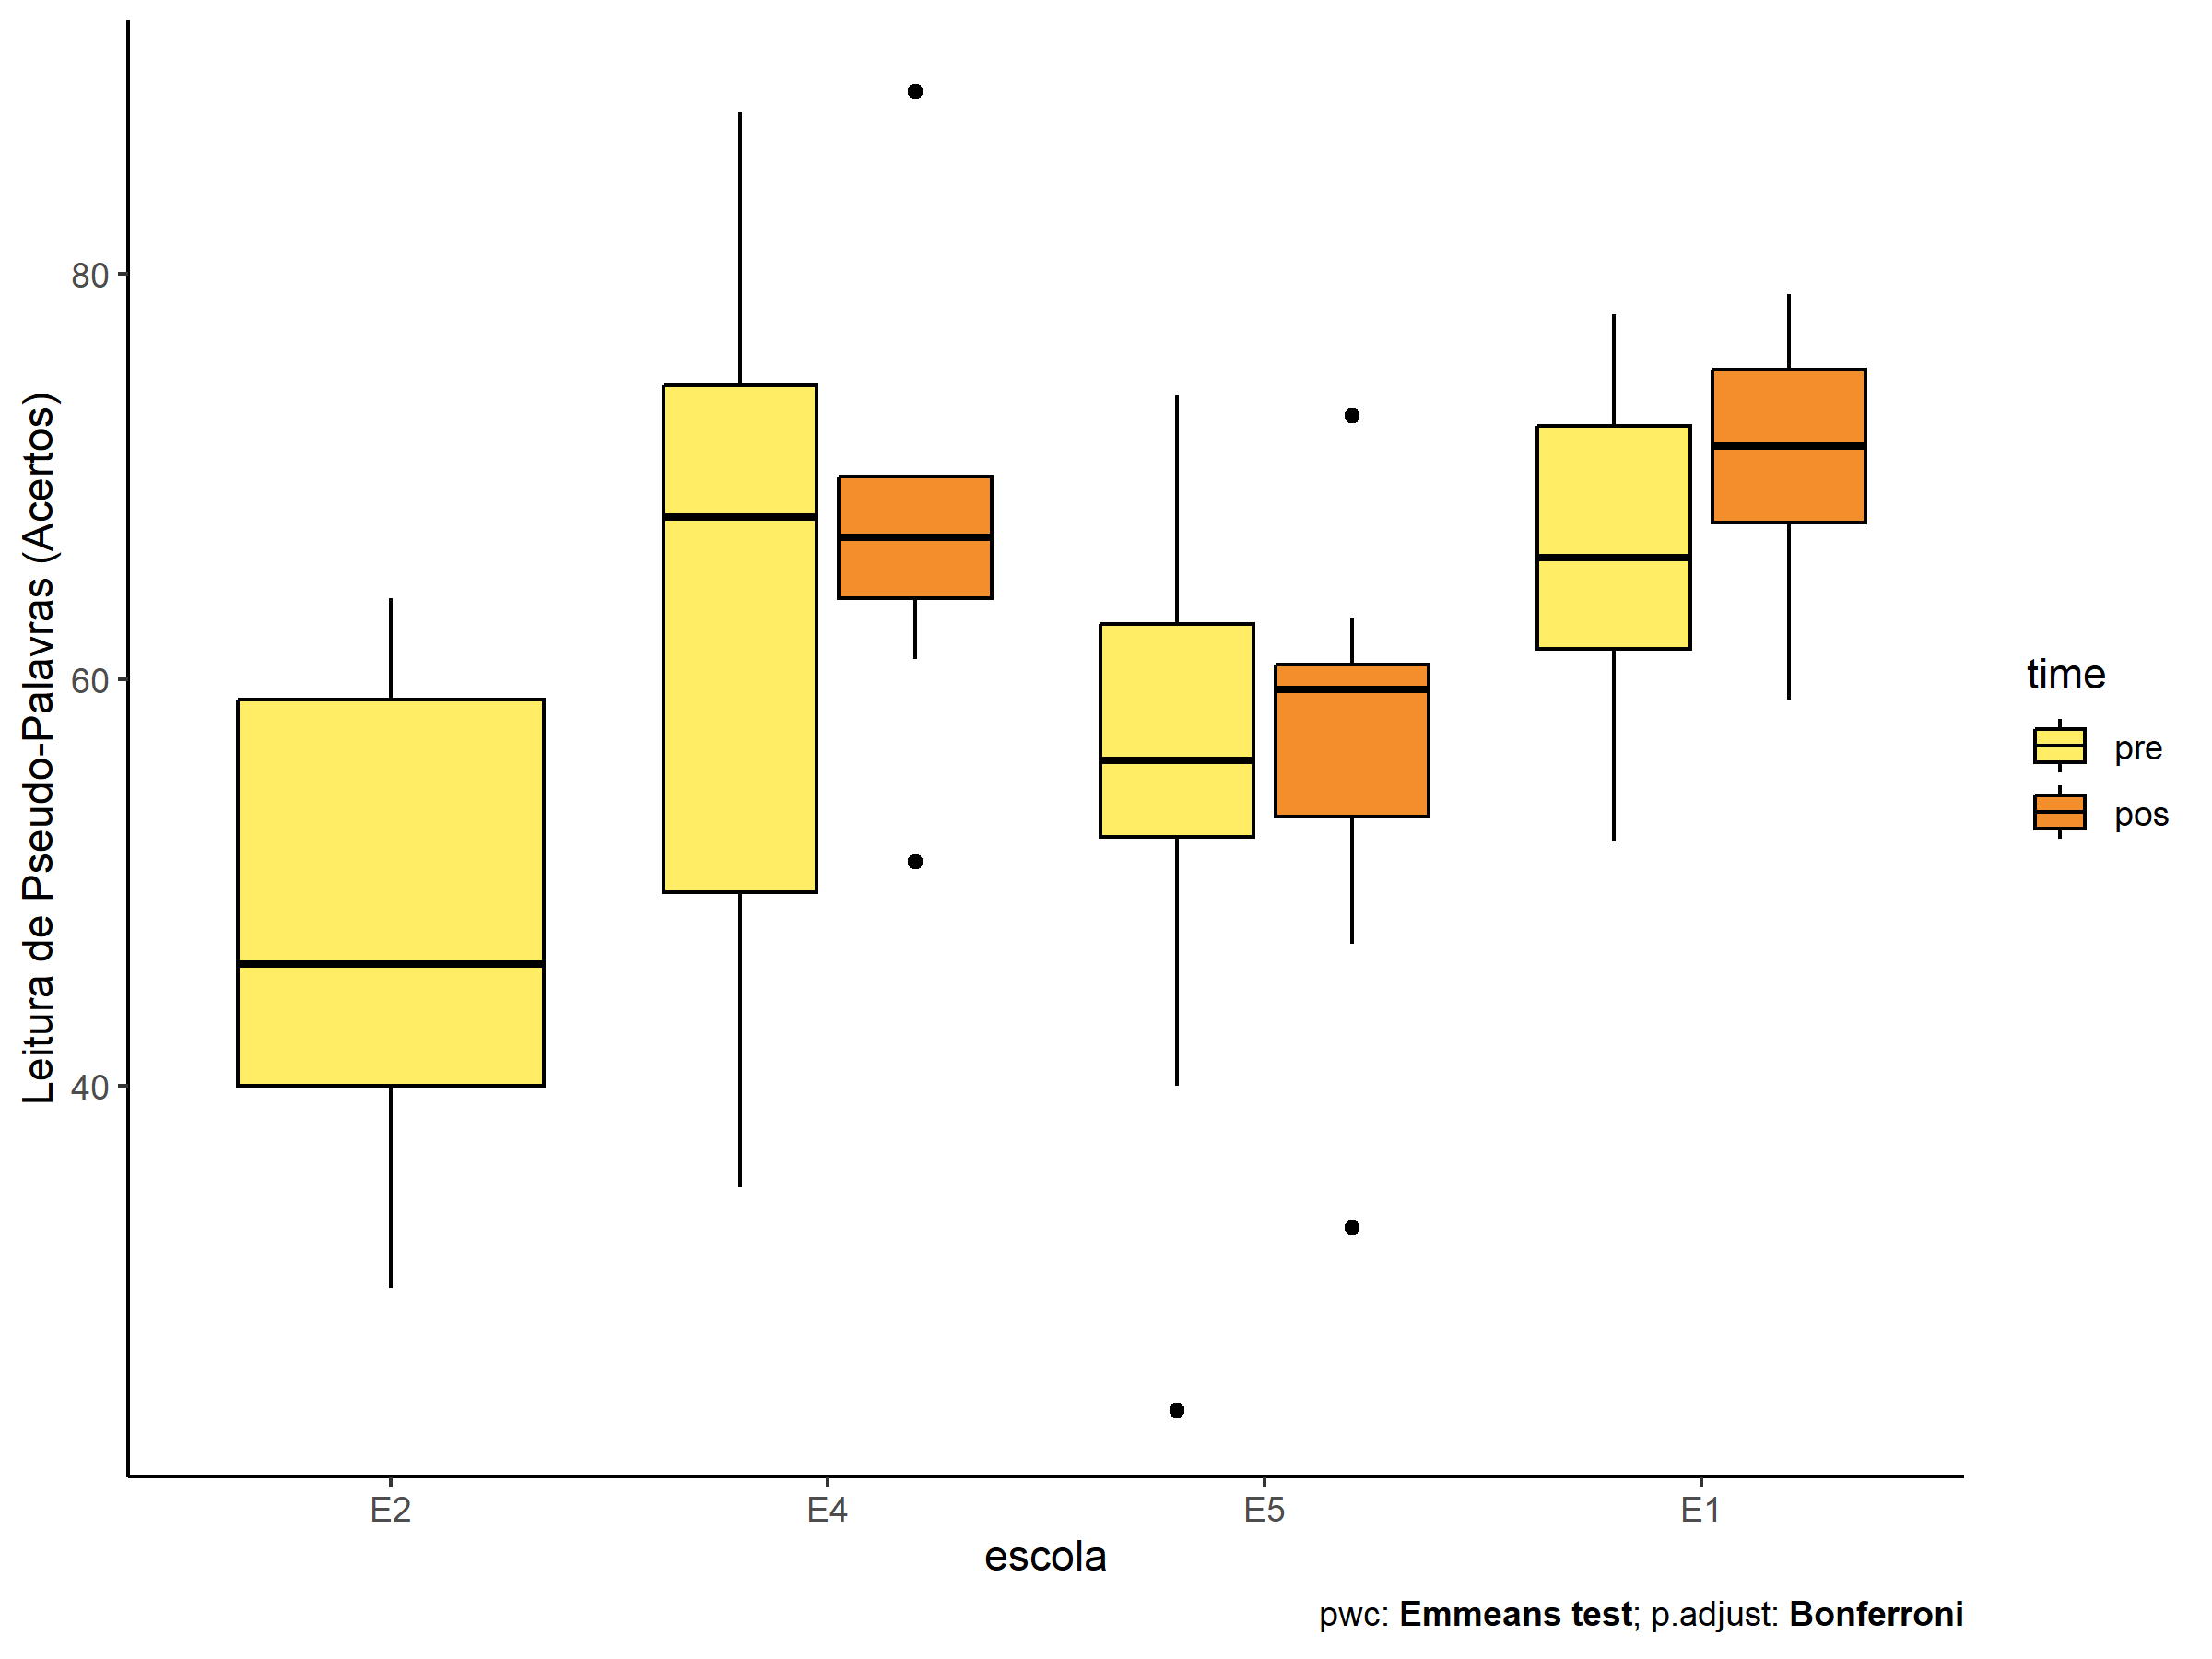 Leitura de Pseudo-Palavras (Acertos)
80
60
40
E2 E4 E5 E1
escola
time
pre
pos
pwc: Emmeans test; p.adjust: Bonferroni